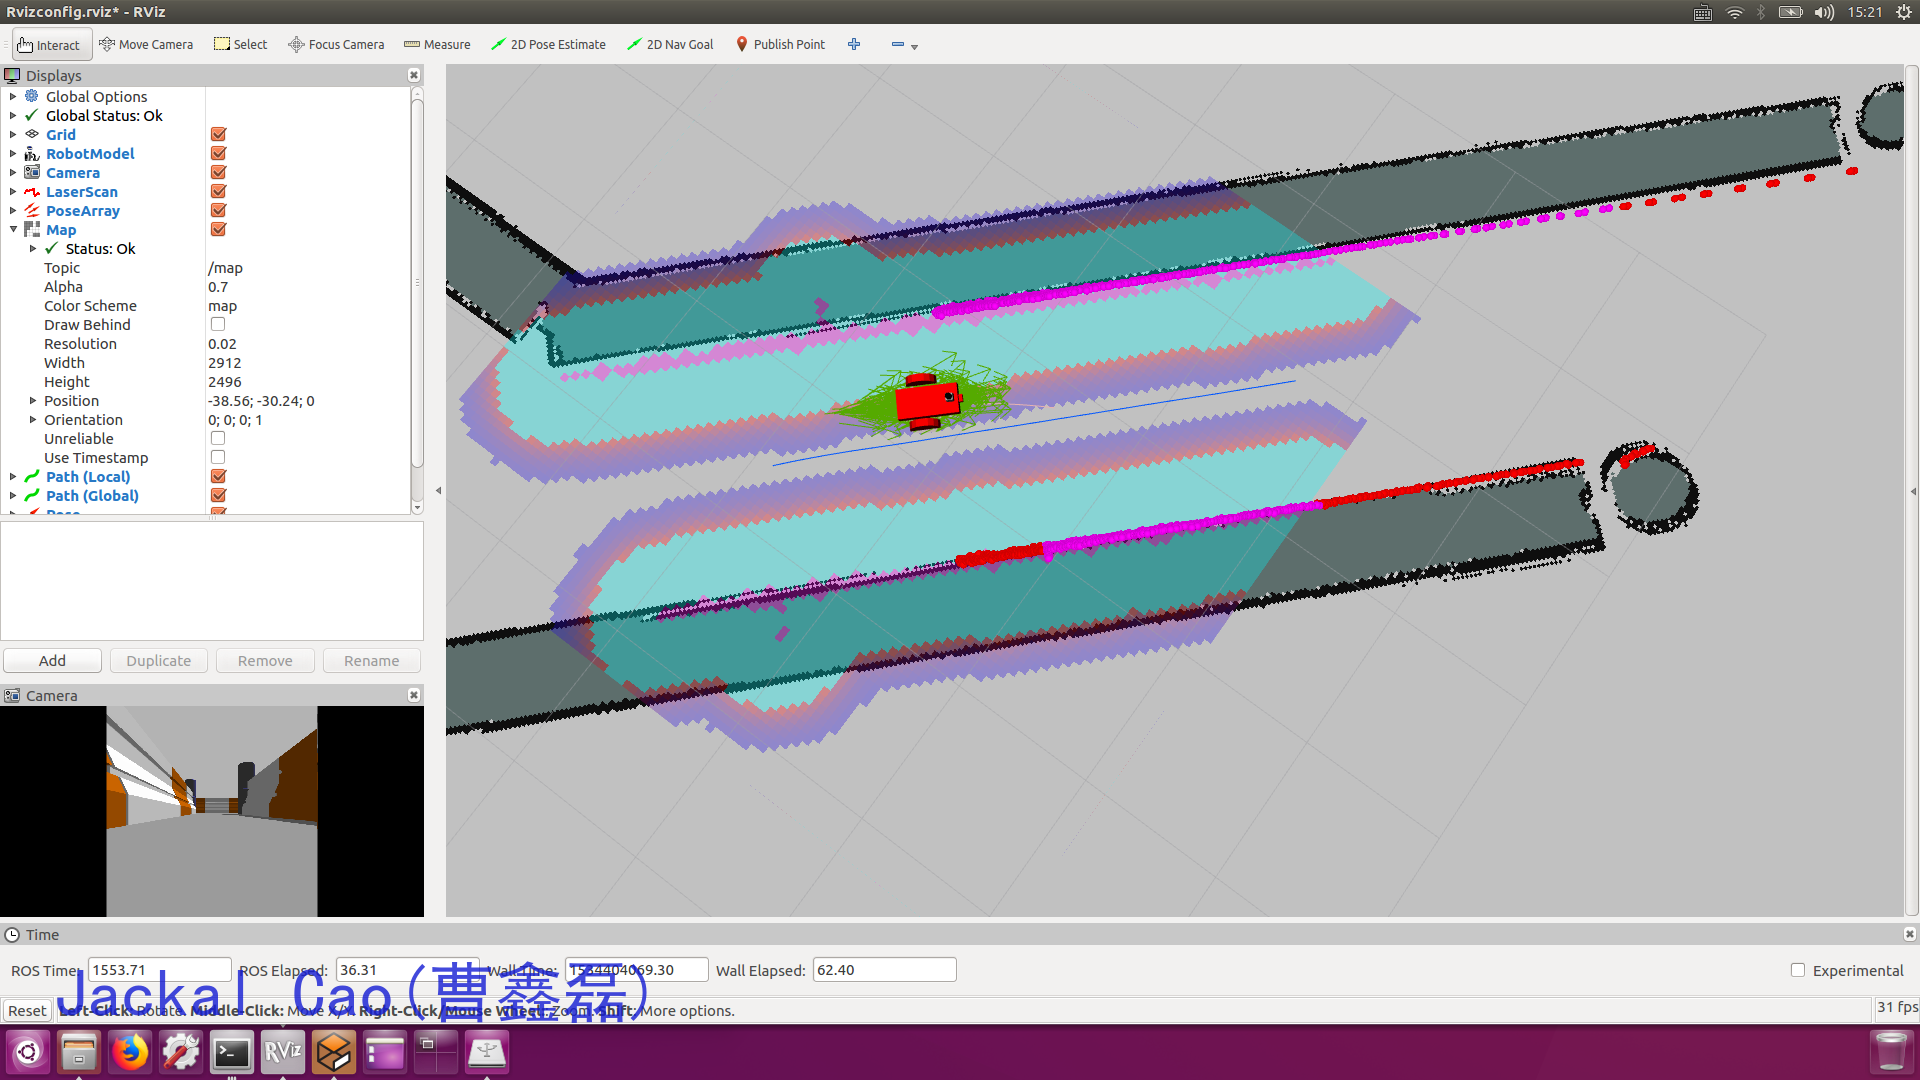 Rvizconfig.rviz* - RViz
15:21
Interact Move Camera Select Focus Camera Measure 2D Pose Estimate 2D Nav Goal Publish Point
Displays
Global Options
Global Status: Ok
Grid
RobotModel
Camera
LaserScan
PoseArray
Map
Status: Ok
Topic /map
Alpha 0.7
Color Scheme map
Draw Behind
Resolution 0.02
Width 2912
Height 2496
Position -38.56; -30.24; 0
Orientation 0; 0; 0; 1
Unreliable
Use Timestamp
Path (Local)
Path (Global)
Pose
Add Duplicate Remove Rename
Camera
Time
ROS Time: 1553.71 ROS Elapsed: 36.31 Wall Time: 1534404069.30 Wall Elapsed: 62.40 Experimental
Jackal Cao(曹鑫磊)
Reset Left-Click: Rotate. Middle-Click: Move X/Y. Right-Click/Mouse Wheel: Zoom. Shift: More options. 31 fps
RViz